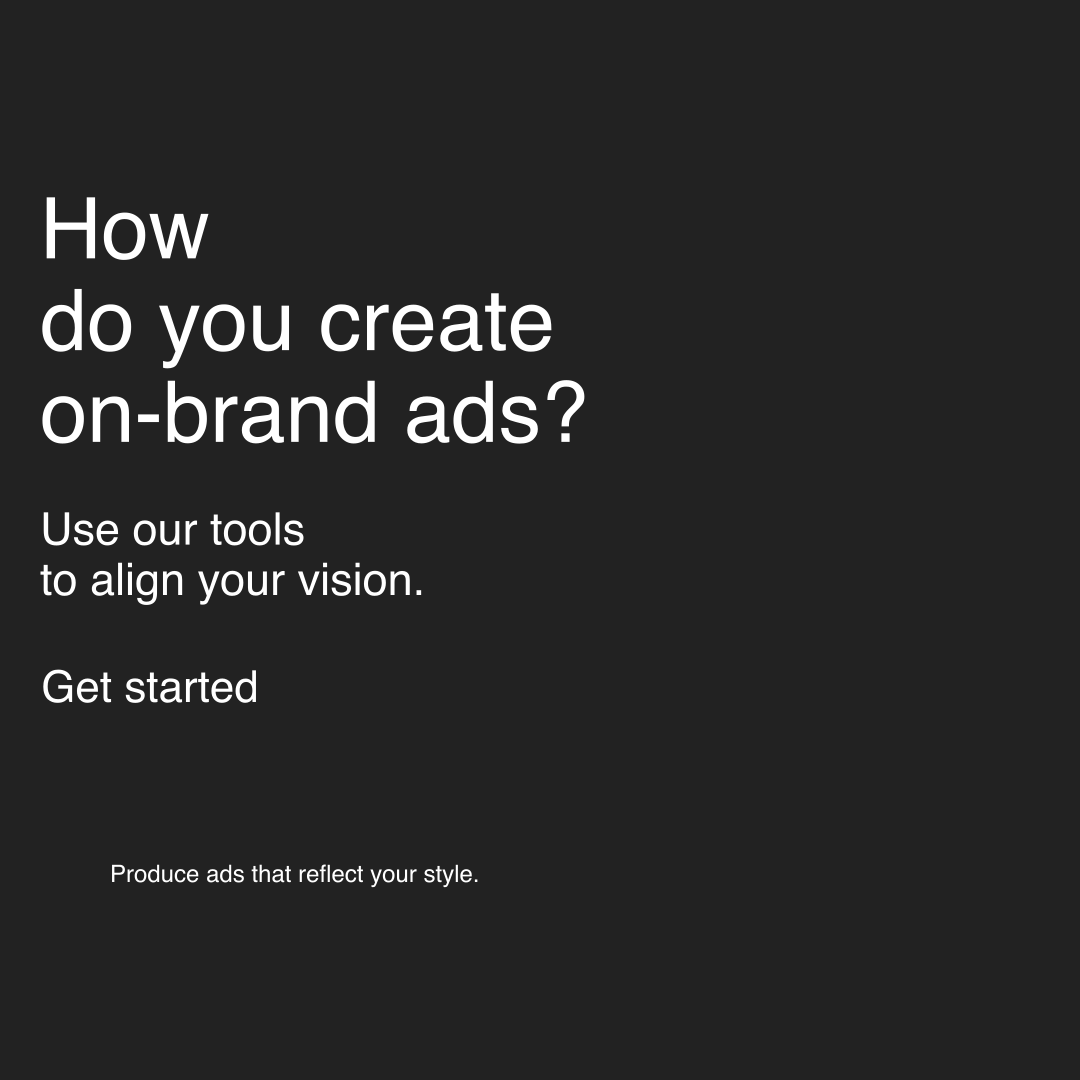 How
do you create
on-brand ads?
Use our tools
to align your vision.
Get started
Produce ads that reflect your style.